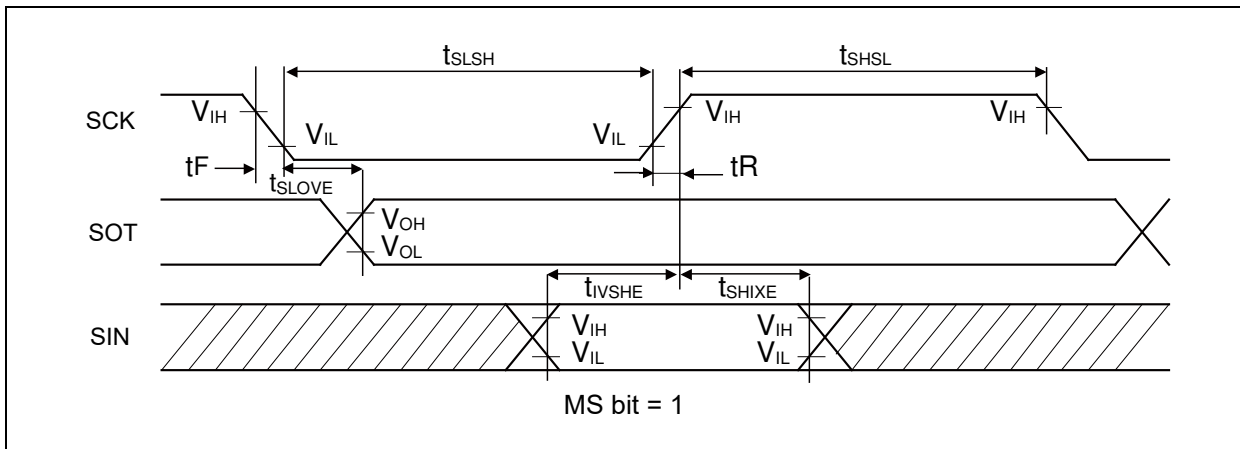 tSLSH tSHSL
SCK VIH VIL VIL VIH VIH
tF tSLOVE tR
SOT VOH
VOL
tIVSHE tSHIXE
SIN VIH VIH
VIL VIL
MS bit = 1